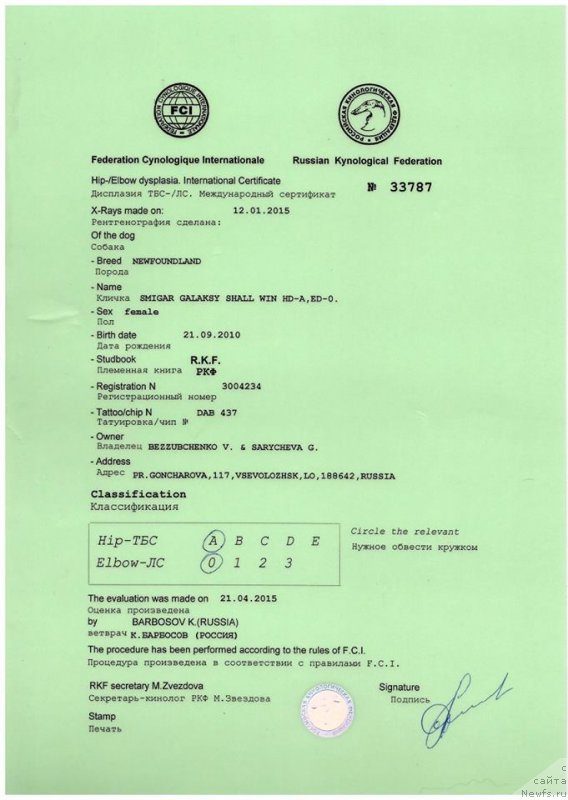 FEDERATION CYNOLOGIQUE INTERNATIONALE
FCI
РОССИЙСКАЯ КИНОЛОГИЧЕСКАЯ ФЕДЕРАЦИЯ
Federation Cynologique Internationale Russian Kynological Federation
Hip-/Elbow dysplasia. International Certificate
Дисплазия ТБС-/ЛС. Международный сертификат
№ 33787
X-Rays made on: 12.01.2015
Рентгенография сделана:
Of the dog
Собака
- Breed NEWFOUNDLAND
Порода
- Name
Кличка SMIGAR GALAKSY SHALL WIN HD-A,ED-0.
- Sex female
Пол
- Birth date 21.09.2010
Дата рождения
- Studbook R.K.F.
Племенная книга РКФ
- Registration N 3004234
Регистрационный номер
- Tattoo/chip N DAB 437
Татуировка/чип №
- Owner
Владелец BEZZUBCHENKO V. & SARYCHEVA G.
- Address
Адрес PR.GONCHAROVA,117,VSEVOLOZHSK,LO,188642,RUSSIA
Classification
Классификация
Hip-ТБС A B C D E
Elbow-ЛС 0 1 2 3
Circle the relevant
Нужное обвести кружком
The evaluation was made on 21.04.2015
Оценка произведена
by BARBOSOV K.(RUSSIA)
ветврач К.БАРБОСОВ (РОССИЯ)
The procedure has been performed according to the rules of F.C.I.
Процедура произведена в соответствии с правилами F.C.I.
RKF secretary M.Zvezdova Signature
Секретарь-кинолог РКФ М.Звездова Подпись
Stamp
Печать
с
сайта
Newfs.ru